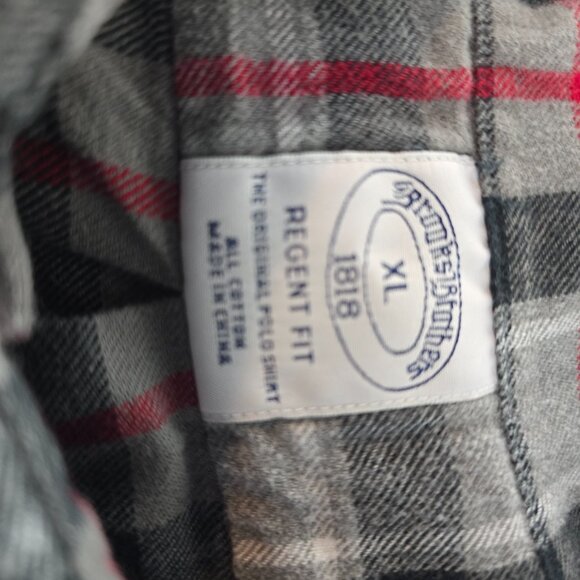 Brooks Brothers
XL
1818
REGENT FIT
THE ORIGINAL POLO SHIRT
ALL COTTON
MADE IN CHINA